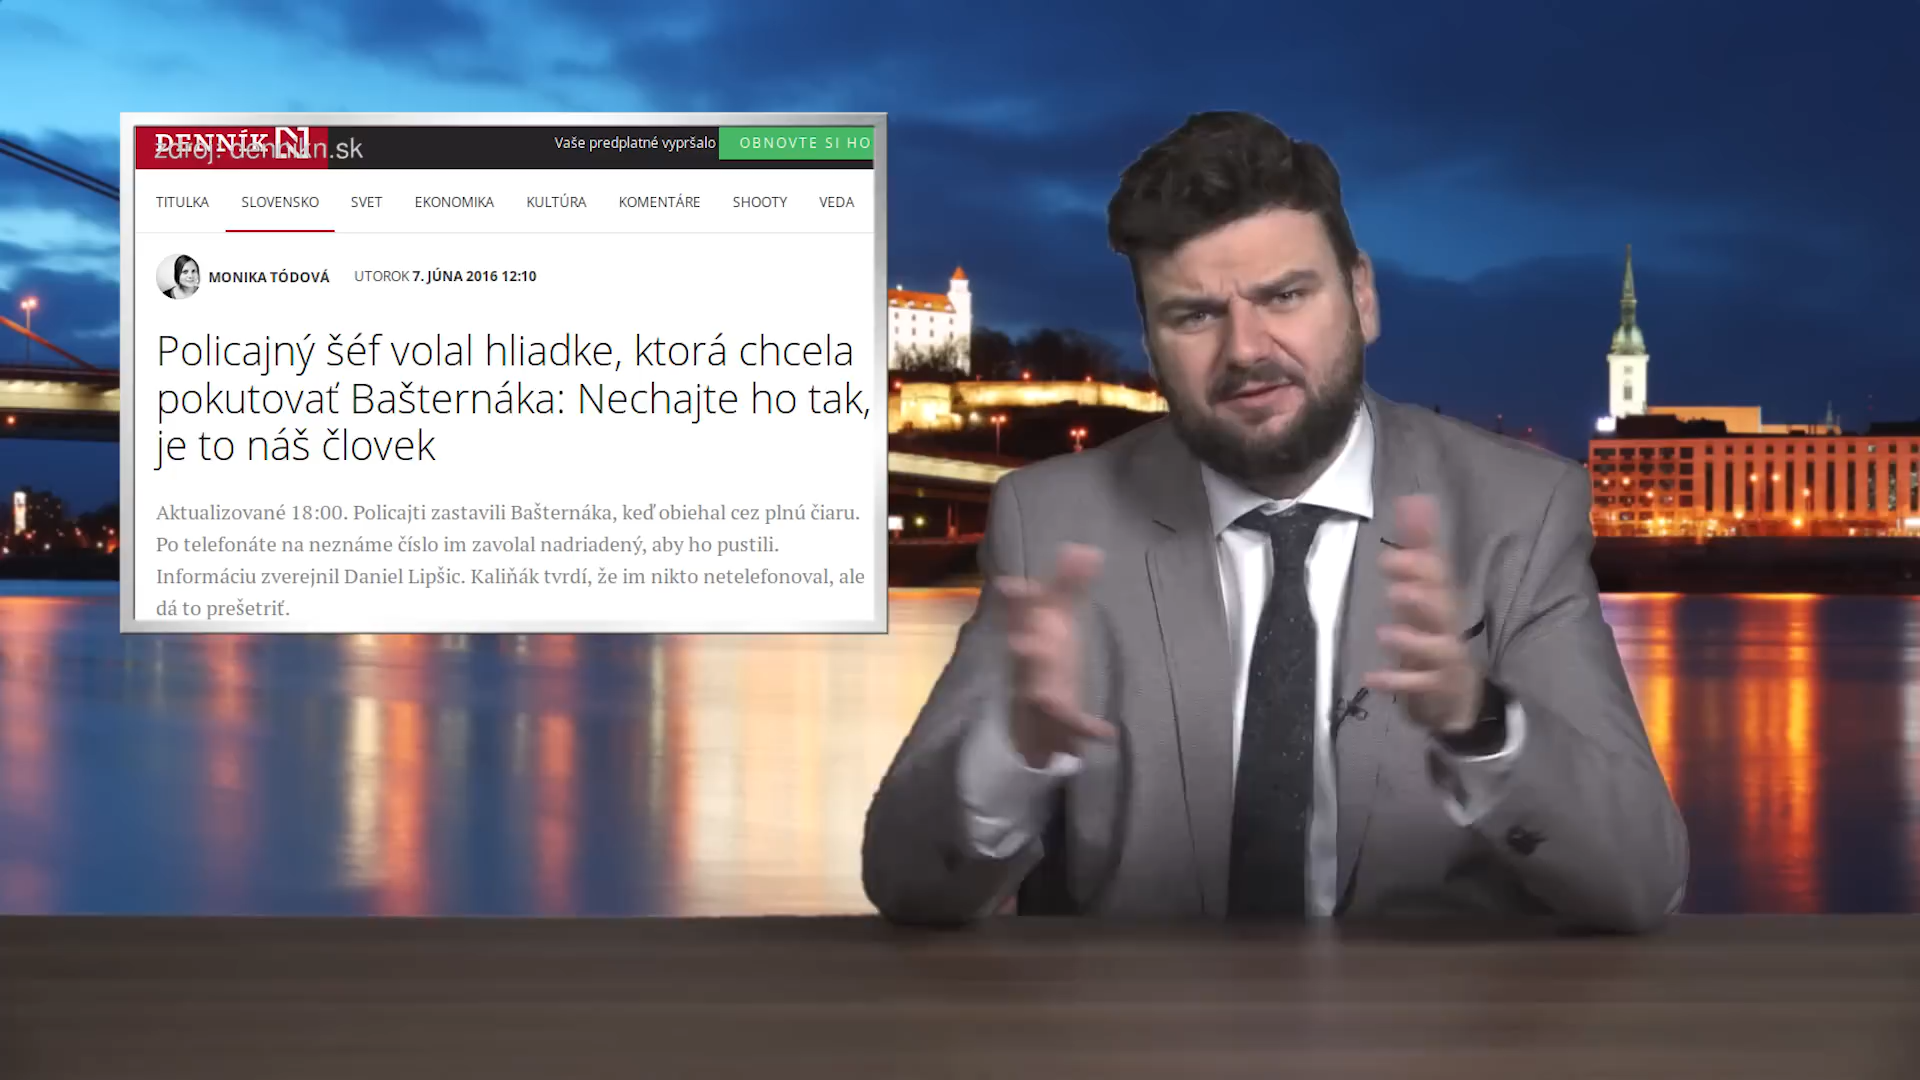 DENNÍK N
zdroj: dennikn.sk
Vaše predplatné vypršalo
OBNOVTE SI HO
TITULKA SLOVENSKO SVET EKONOMIKA KULTÚRA KOMENTÁRE SHOOTY VEDA
MONIKA TÓDOVÁ UTOROK 7. JÚNA 2016 12:10
Policajný šéf volal hliadke, ktorá chcela
pokutovať Bašternáka: Nechajte ho tak,
je to náš človek
Aktualizované 18:00. Policajti zastavili Bašternáka, keď obiehal cez plnú čiaru.
Po telefonáte na neznáme číslo im zavolal nadriadený, aby ho pustili.
Informáciu zverejnil Daniel Lipšic. Kaliňák tvrdí, že im nikto netelefonoval, ale
dá to prešetriť.